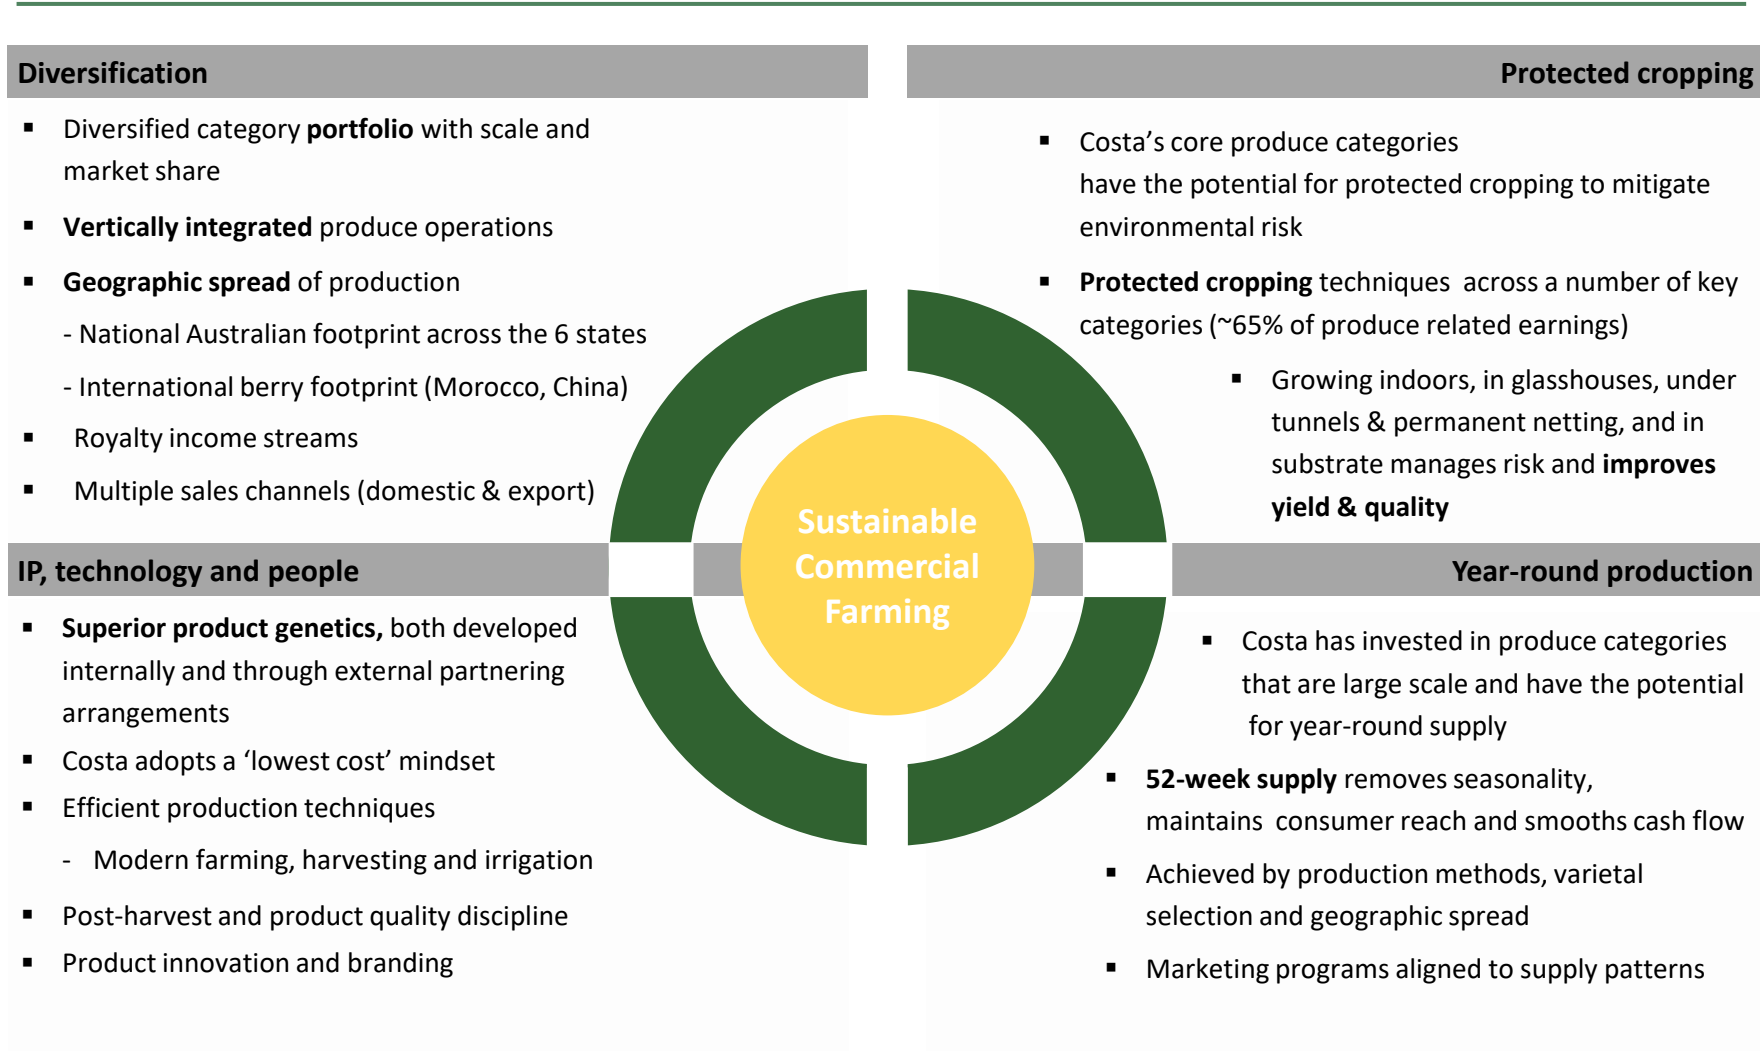 Diversification
▪ Diversified category portfolio with scale and
market share
▪ Vertically integrated produce operations
▪ Geographic spread of production
- National Australian footprint across the 6 states
- International berry footprint (Morocco, China)
▪ Royalty income streams
▪ Multiple sales channels (domestic & export)
Protected cropping
▪ Costa’s core produce categories
have the potential for protected cropping to mitigate
environmental risk
▪ Protected cropping techniques across a number of key
categories (~65% of produce related earnings)
▪ Growing indoors, in glasshouses, under
tunnels & permanent netting, and in
substrate manages risk and improves
yield & quality
Sustainable
Commercial
Farming
IP, technology and people
▪ Superior product genetics, both developed
internally and through external partnering
arrangements
▪ Costa adopts a ‘lowest cost’ mindset
▪ Efficient production techniques
- Modern farming, harvesting and irrigation
▪ Post-harvest and product quality discipline
▪ Product innovation and branding
Year-round production
▪ Costa has invested in produce categories
that are large scale and have the potential
for year-round supply
▪ 52-week supply removes seasonality,
maintains consumer reach and smooths cash flow
▪ Achieved by production methods, varietal
selection and geographic spread
▪ Marketing programs aligned to supply patterns